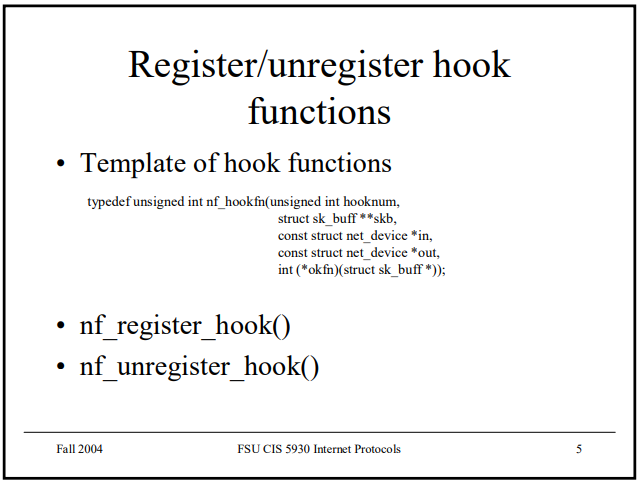 Register/unregister hook
functions
• Template of hook functions
typedef unsigned int nf_hookfn(unsigned int hooknum,
struct sk_buff **skb,
const struct net_device *in,
const struct net_device *out,
int (*okfn)(struct sk_buff *));
• nf_register_hook()
• nf_unregister_hook()
Fall 2004 FSU CIS 5930 Internet Protocols 5